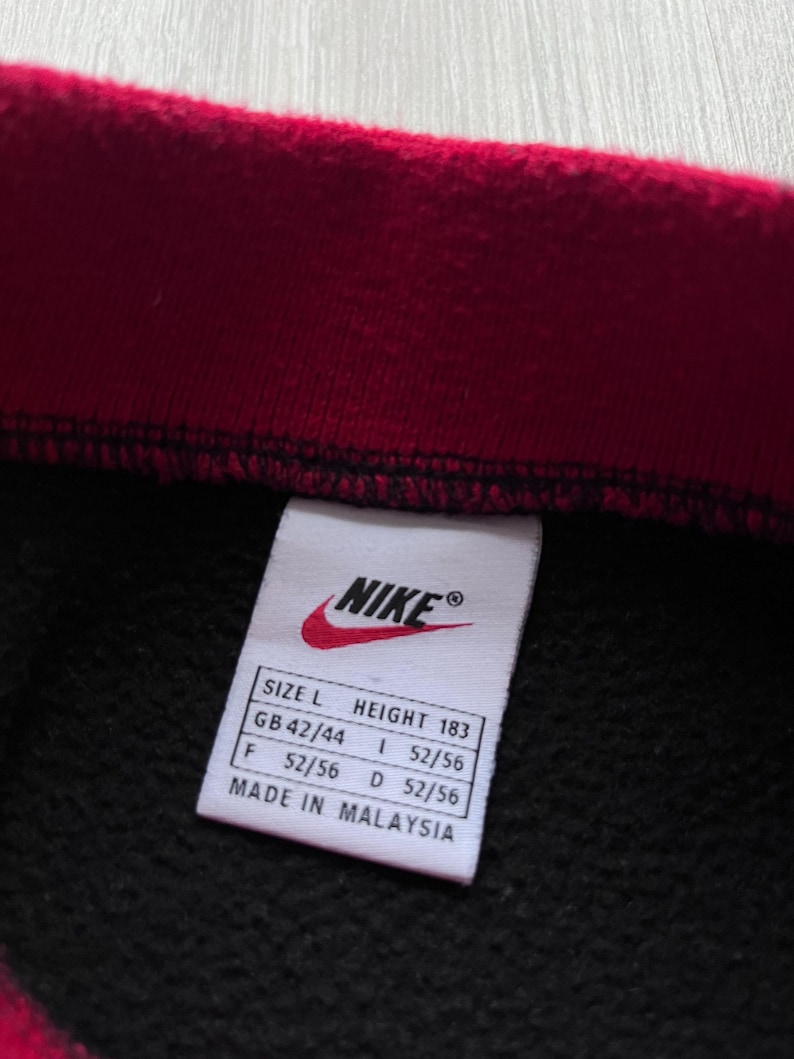 NIKE®
SIZE L HEIGHT 183
GB 42/44 I 52/56
F 52/56 D 52/56
MADE IN MALAYSIA